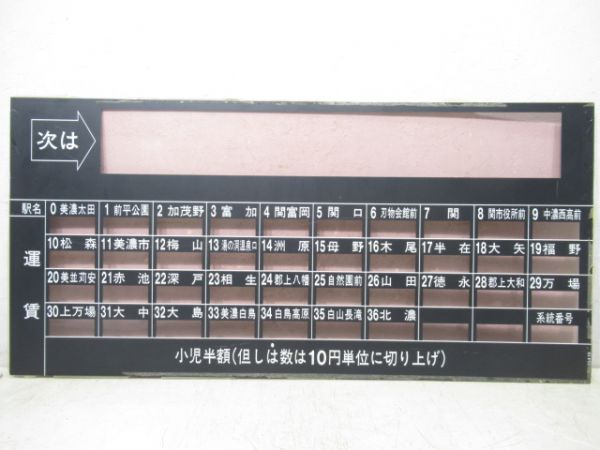 次は
駅名 0 美濃太田 1 前平公園 2 加茂野 3 富加 4 関富岡 5 関口 6 刃物会館前 7 関 8 関市役所前 9 中濃西高前
運賃
10 松森 11 美濃市 12 梅山 13 湯の洞温泉口 14 洲原 15 母野 16 木尾 17 半在 18 大矢 19 福野
20 美並苅安 21 赤池 22 深戸 23 相生 24 郡上八幡 25 自然園前 26 山田 27 徳永 28 郡上大和 29 万場
30 上万場 31 大中 32 大島 33 美濃白鳥 34 白鳥高原 35 白山長滝 36 北濃 系統番号
小児半額(但しは数は10円単位に切り上げ)